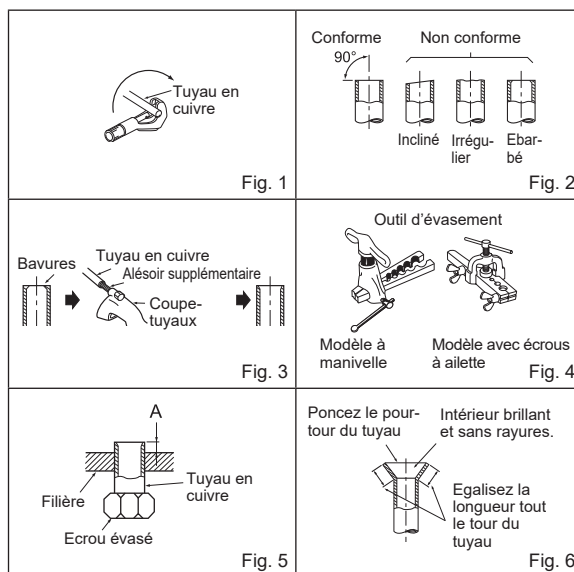 Tuyau en
cuivre
Fig. 1
Conforme
Non conforme
90°
Incliné
Irrégu-
lier
Ebar-
bé
Fig. 2
Bavures
Tuyau en cuivre
Alésoir supplémentaire
Coupe-
tuyaux
Fig. 3
Outil d'évasement
Modèle à
manivelle
Modèle avec écrous
à ailette
Fig. 4
A
Filière
Tuyau en
cuivre
Ecrou évasé
Fig. 5
Poncez le pour-
tour du tuyau
Intérieur brillant
et sans rayures.
Egalisez la
longueur tout
le tour du
tuyau
Fig. 6